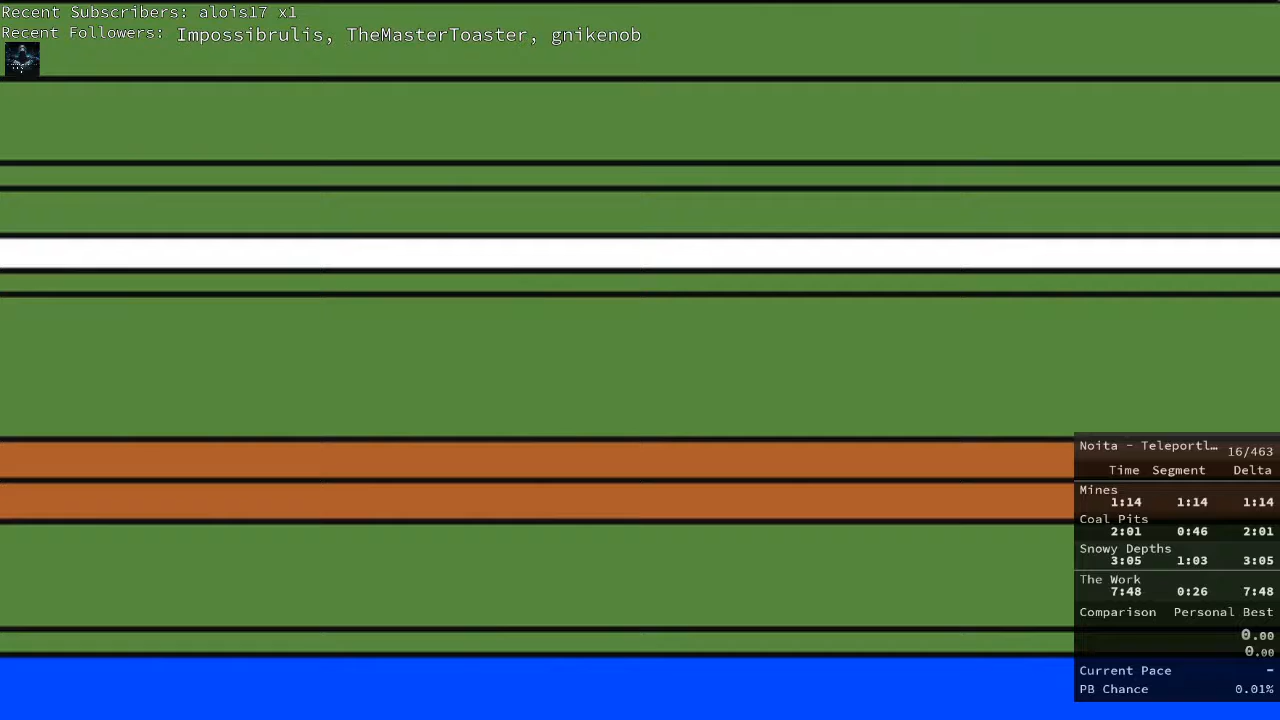 Recent Subscribers: alois17 x1
Recent Followers: Impossibrulis, TheMasterToaster, gnikenob
Noita - Teleportl… 16/463
Time Segment Delta
Mines
1:14 1:14 1:14
Coal Pits
2:01 0:46 2:01
Snowy Depths
3:05 1:03 3:05
The Work
7:48 0:26 7:48
Comparison Personal Best
0.00
0.00
Current Pace -
PB Chance 0.01%